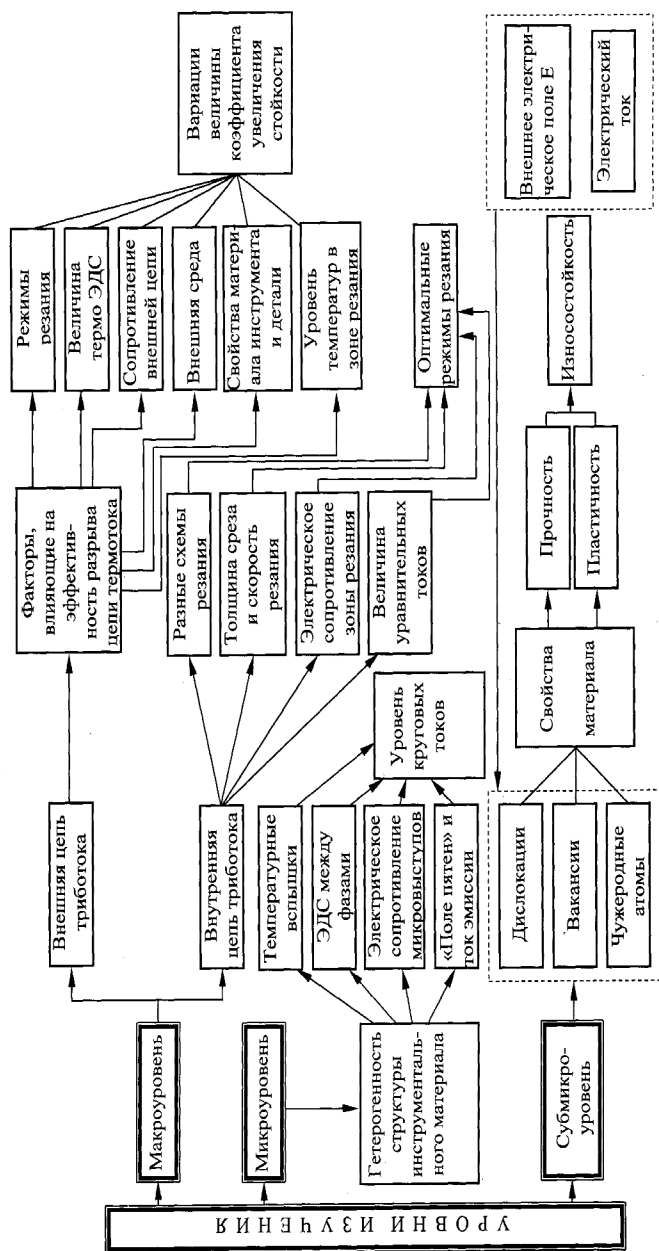 УРОВНИ ИЗУЧЕНИЯ
Макроуровень
Микроуровень
Субмикро-
уровень
Внешняя цепь
триботока
Внутренняя
цепь триботока
Гетерогенность
структуры
инструменталь-
ного материала
Факторы,
влияющие на
эффектив-
ность разрыва
цепи термотока
Режимы
резания
Величина
термо ЭДС
Сопротивление
внешней цепи
Внешняя среда
Свойства матери-
ала инструмента
и детали
Уровень
температур в
зоне резания
Вариации
величины
коэффициента
увеличения
стойкости
Разные схемы
резания
Толщина среза
и скорость
резания
Электрическое
сопротивление
зоны резания
Величина
уравнительных
токов
Оптимальные
режимы резания
Температурные
вспышки
ЭДС между
фазами
Электрическое
сопротивление
микровыступов
«Поле пятен» и
ток эмиссии
Уровень
круговых
токов
Дислокации
Вакансии
Чужеродные
атомы
Свойства
материала
Прочность
Пластичность
Износостойкость
Внешнее электри-
ческое поле Е
Электрический
ток